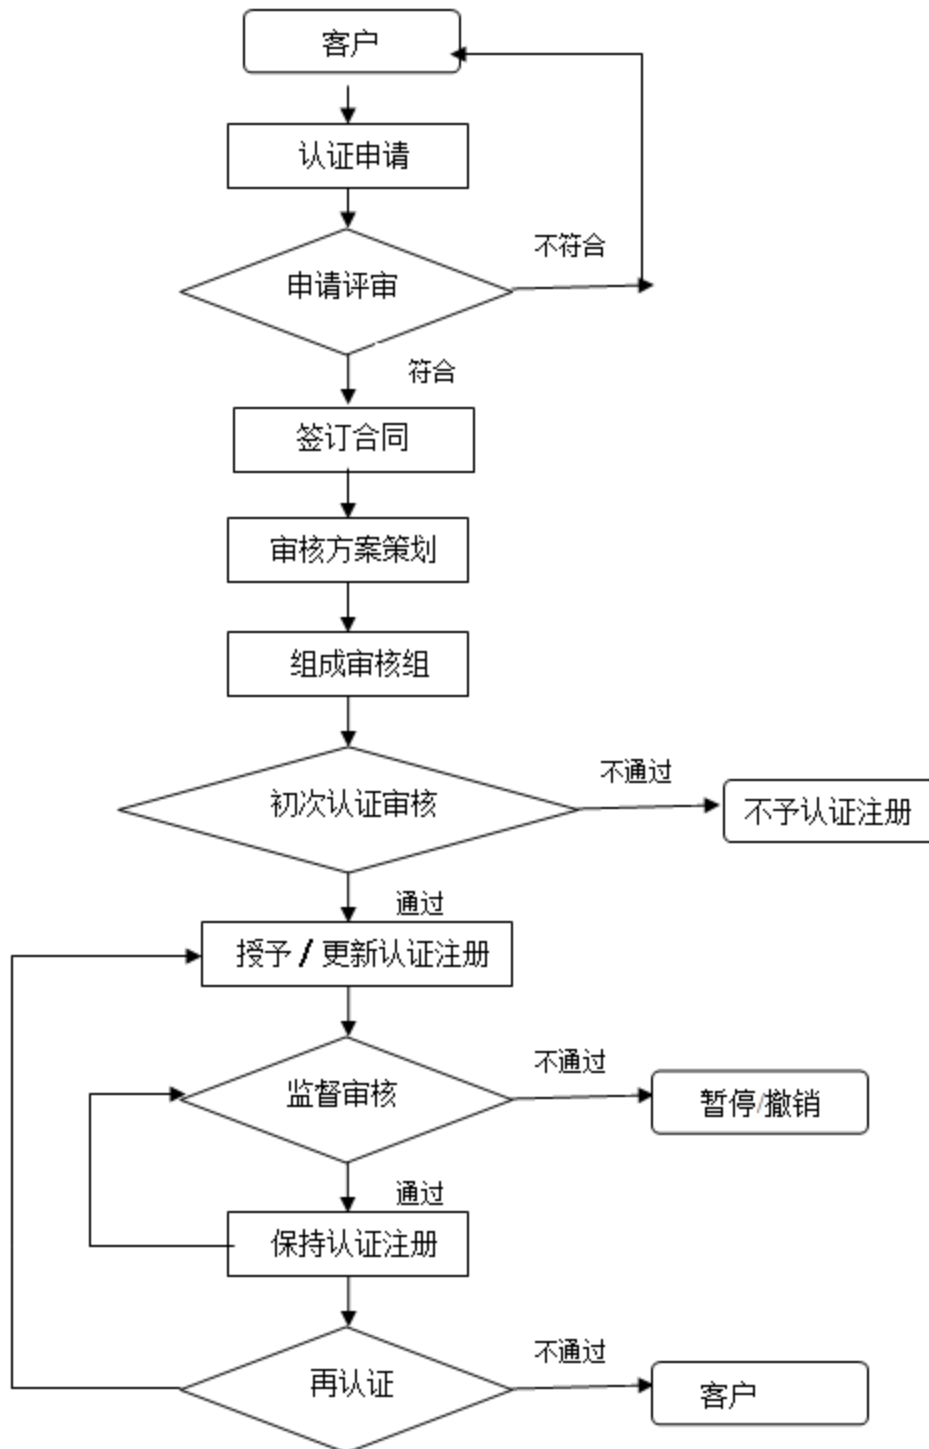 客户
认证申请
不符合
申请评审
符合
签订合同
审核方案策划
组成审核组
不通过
初次认证审核
不予认证注册
通过
授予/更新认证注册
不通过
监督审核
暂停/撤销
通过
保持认证注册
不通过
再认证
客户